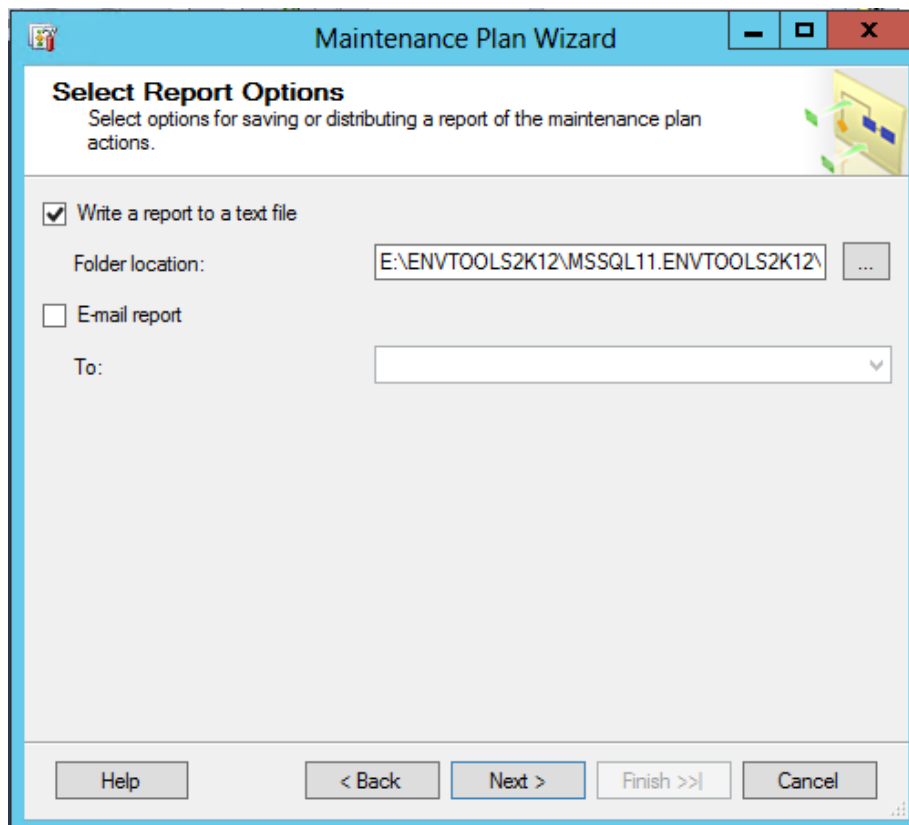 Maintenance Plan Wizard
Select Report Options
Select options for saving or distributing a report of the maintenance plan
actions.
Write a report to a text file
Folder location: E:\ENVTOOLS2K12\MSSQL11.ENVTOOLS2K12\ ...
E-mail report
To:
Help < Back Next > Finish >>| Cancel